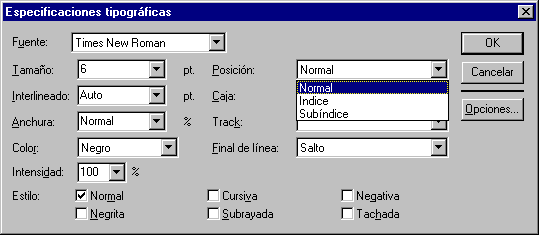 Especificaciones tipográficas
Fuente: Times New Roman
OK
Tamaño: 6 pt. Posición: Normal
Cancelar
Normal
Indice
Subíndice
Interlineado: Auto pt. Caja:
Opciones...
Anchura: Normal % Track:
Color: Negro Final de línea: Salto
Intensidad: 100 %
Estilo: Normal Cursiva Negativa
Negrita Subrayada Tachada